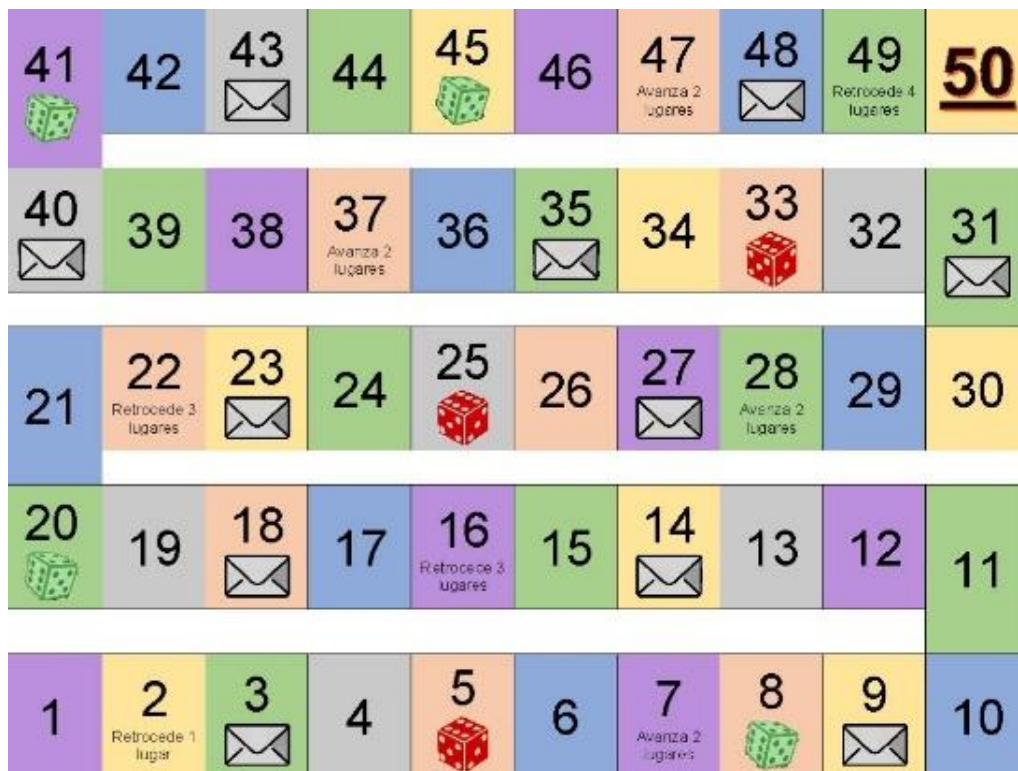 41 42 43 44 45 46 47 48 49 50
Avanza 2 lugares
Retrocede 4 lugares
40 39 38 37 36 35 34 33 32 31
Avanza 2 lugares
21 22 23 24 25 26 27 28 29 30
Retrocede 3 lugares
Avanza 2 lugares
20 19 18 17 16 15 14 13 12 11
Retrocede 3 lugares
1 2 3 4 5 6 7 8 9 10
Retrocede 1 lugar
Avanza 2 lugares